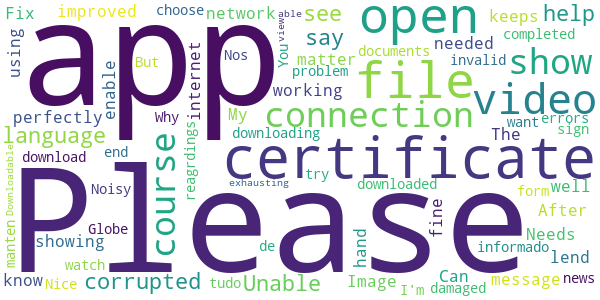 Fix
improved
choose
network
see
open
help
app
You
able
view
say
keeps
completed
using
But
Nos
matter
needed
documents
invalid
show
enable
internet
problem
file
video
perfectly
Why
My
working
want
errors
connection
The
sign
language
course
reagrdings
downloading
certificate
Downloadable
download
end
try
form
well
Please
Noisy
exhausting
downloaded
fine
After
manten
Globe
hand
Needs
showing
de
informado
lend
know
watch
corrupted
tudo
Unable
Image
Can
message
news
Nice
I'm
damaged